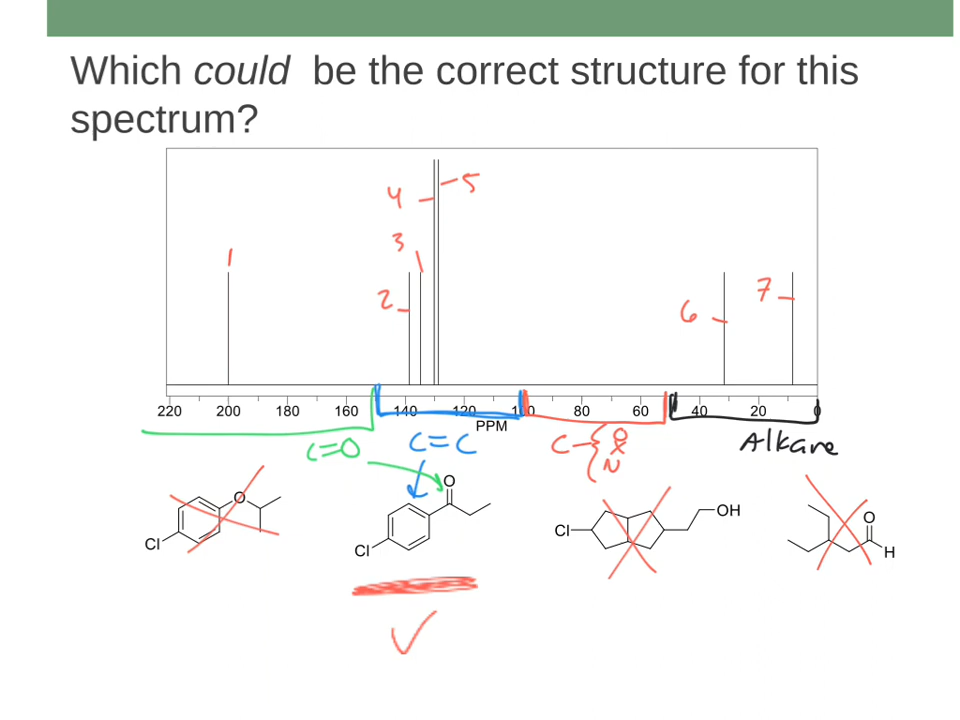 Which could be the correct structure for this
spectrum?
1
2
3
4
5
6
7
220 200 180 160 140 120 100 80 60 40 20 0
PPM
C=O
C=C
C-{ O X N
Alkane
O
Cl
O
Cl
Cl
OH
O
H